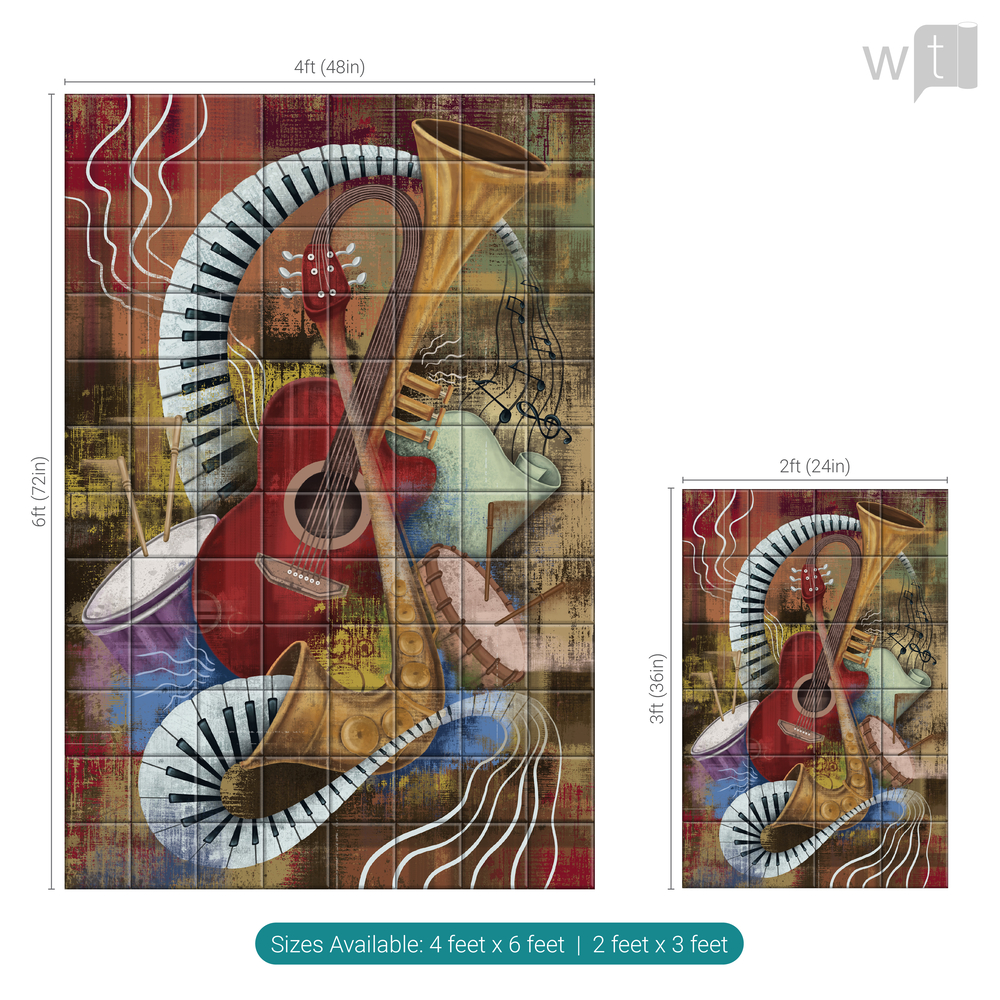 wt
4ft (48in)
6ft (72in)
2ft (24in)
3ft (36in)
Sizes Available: 4 feet x 6 feet | 2 feet x 3 feet